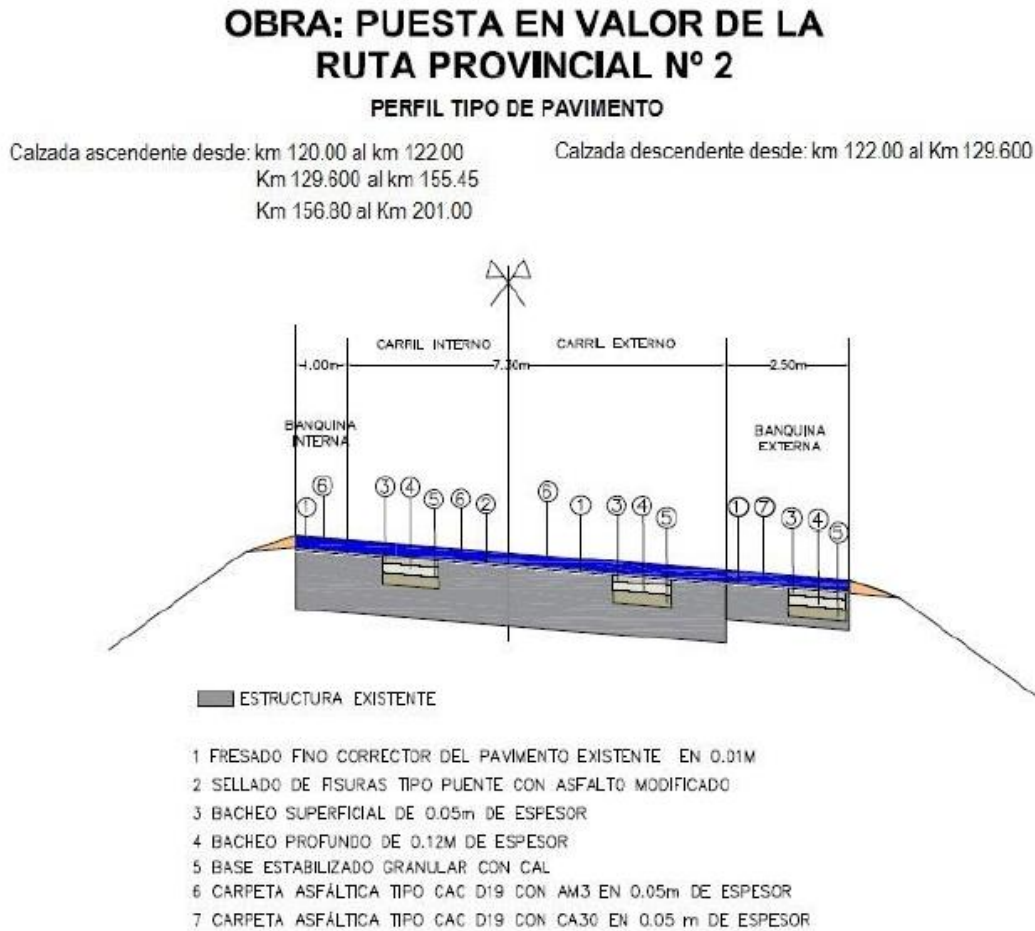 OBRA: PUESTA EN VALOR DE LA
RUTA PROVINCIAL Nº 2
PERFIL TIPO DE PAVIMENTO
Calzada ascendente desde: km 120.00 al km 122.00
Km 129.600 al km 155.45
Km 156.80 al Km 201.00
Calzada descendente desde: km 122.00 al Km 129.600
CARRIL INTERNO
CARRIL EXTERNO
1.00m
7.30m
2.50m
BANQUINA
INTERNA
BANQUINA
EXTERNA
1 6 3 4 5 6 2 6 1 3 4 5 1 7 3 4 5
ESTRUCTURA EXISTENTE
1 FRESADO FINO CORRECTOR DEL PAVIMENTO EXISTENTE EN 0.01M
2 SELLADO DE FISURAS TIPO PUENTE CON ASFALTO MODIFICADO
3 BACHEO SUPERFICIAL DE 0.05m DE ESPESOR
4 BACHEO PROFUNDO DE 0.12M DE ESPESOR
5 BASE ESTABILIZADO GRANULAR CON CAL
6 CARPETA ASFÁLTICA TIPO CAC D19 CON AM3 EN 0.05m DE ESPESOR
7 CARPETA ASFÁLTICA TIPO CAC D19 CON CA30 EN 0.05 m DE ESPESOR